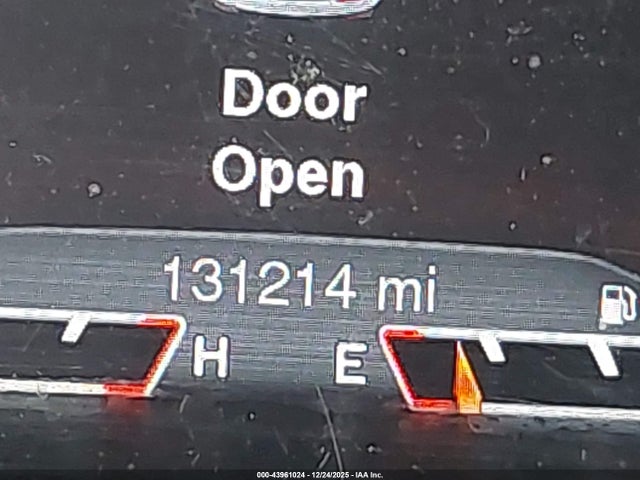 Door
Open
131214 mi
H E
000-43961024 - 12/24/2025 - IAA Inc.